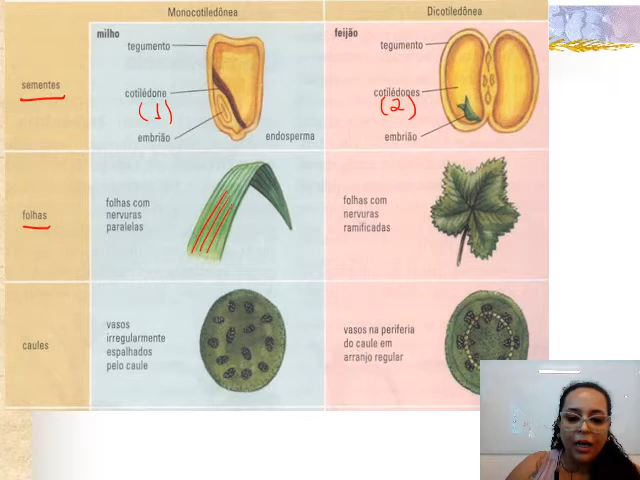 Monocotiledônea
Dicotiledônea
sementes
milho
tegumento
cotilédone
(1)
embrião
endosperma
feijão
tegumento
cotilédones
(2)
embrião
folhas
folhas com
nervuras
paralelas
folhas com
nervuras
ramificadas
caules
vasos
irregularmente
espalhados
pelo caule
vasos na periferia
do caule em
arranjo regular